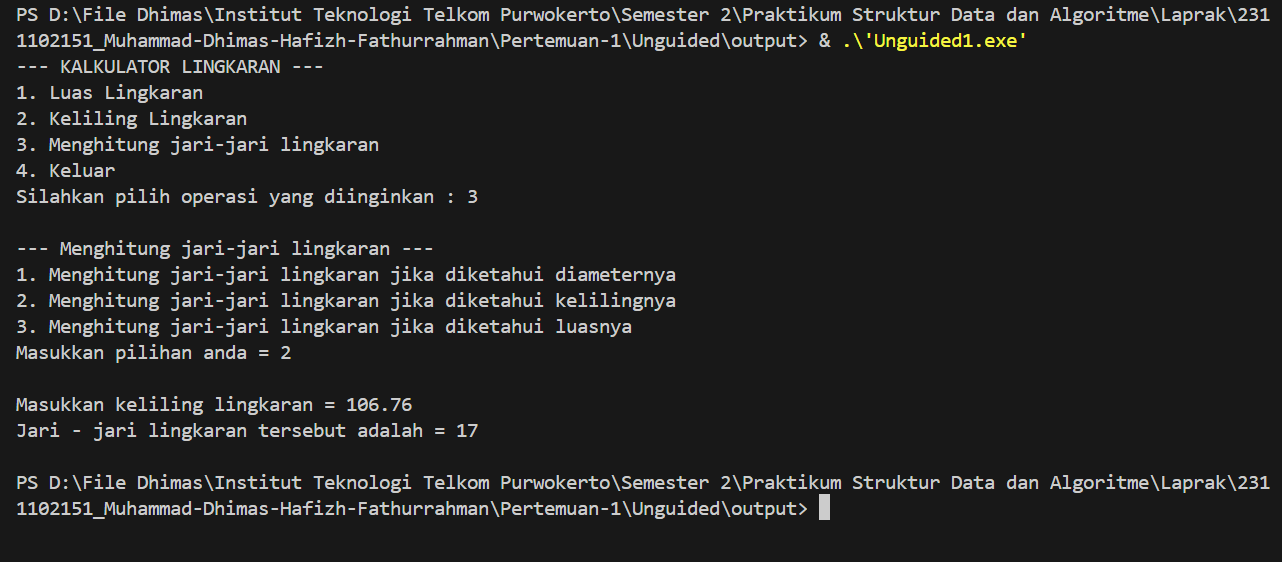 PS D:\File Dhimas\Institut Teknologi Telkom Purwokerto\Semester 2\Praktikum Struktur Data dan Algoritme\Laprak\231
1102151_Muhammad-Dhimas-Hafizh-Fathurrahman\Pertemuan-1\Unguided\output> & .\'Unguided1.exe'
--- KALKULATOR LINGKARAN ---
1. Luas Lingkaran
2. Keliling Lingkaran
3. Menghitung jari-jari lingkaran
4. Keluar
Silahkan pilih operasi yang diinginkan : 3
--- Menghitung jari-jari lingkaran ---
1. Menghitung jari-jari lingkaran jika diketahui diameternya
2. Menghitung jari-jari lingkaran jika diketahui kelilingnya
3. Menghitung jari-jari lingkaran jika diketahui luasnya
Masukkan pilihan anda = 2
Masukkan keliling lingkaran = 106.76
Jari - jari lingkaran tersebut adalah = 17
PS D:\File Dhimas\Institut Teknologi Telkom Purwokerto\Semester 2\Praktikum Struktur Data dan Algoritme\Laprak\231
1102151_Muhammad-Dhimas-Hafizh-Fathurrahman\Pertemuan-1\Unguided\output>